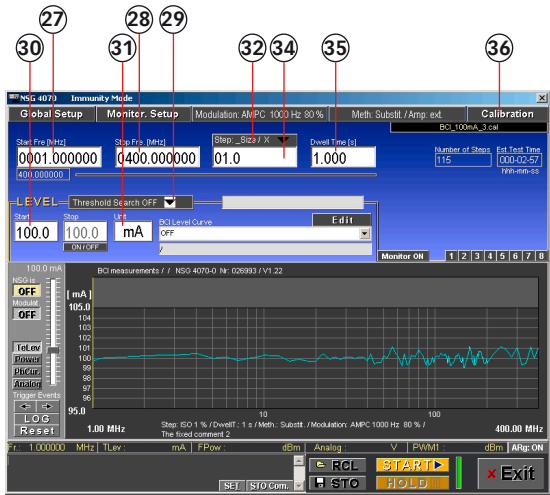 27 28 29
30 31 32 34 35 36
NSG 4070 Immunity Mode
Global Setup Monitor. Setup Modulation: AMPC 1000 Hz 80 % Meth: Substit. / Amp: ext. Calibration
BCI_100mA_3.cal
Start Fre [MHz] Stop Fre. [MHz] Step: _Size / X Dwell Time [s]
0001.000000 0400.000000 01.0 1.000
Number of Steps Est.Test Time
115 000-02-57
hhh-mm-ss
400.000000
LEVEL Threshold Search OFF
Start Stop Unit BCI Level Curve Edit
100.0 100.0 mA OFF
ON / OFF /
Monitor ON 1 2 3 4 5 6 7 8
100.0 mA BCI measurements / / NSG 4070-0 Nr: 026993 / V1.22
NSG is
OFF
Modulat.
OFF
[ mA ]
105.0
104
103
102
101
100
99
98
97
96
95.0
TeLev
Power
PhCur.
Analog
Trigger Events
LOG
Reset
10 100
1.00 MHz Step: ISO 1 % / DwellT.: 1 s / Meth.: Substit. / Modulation: AMPC 1000 Hz 80 % / 400.00 MHz
The fixed comment 2
Fr.: 1.000000 MHz TLev : mA FPow : dBm Analog : V PWM1 : dBm ARg: ON
SET STO Com. RCL START Exit
STO HOLD